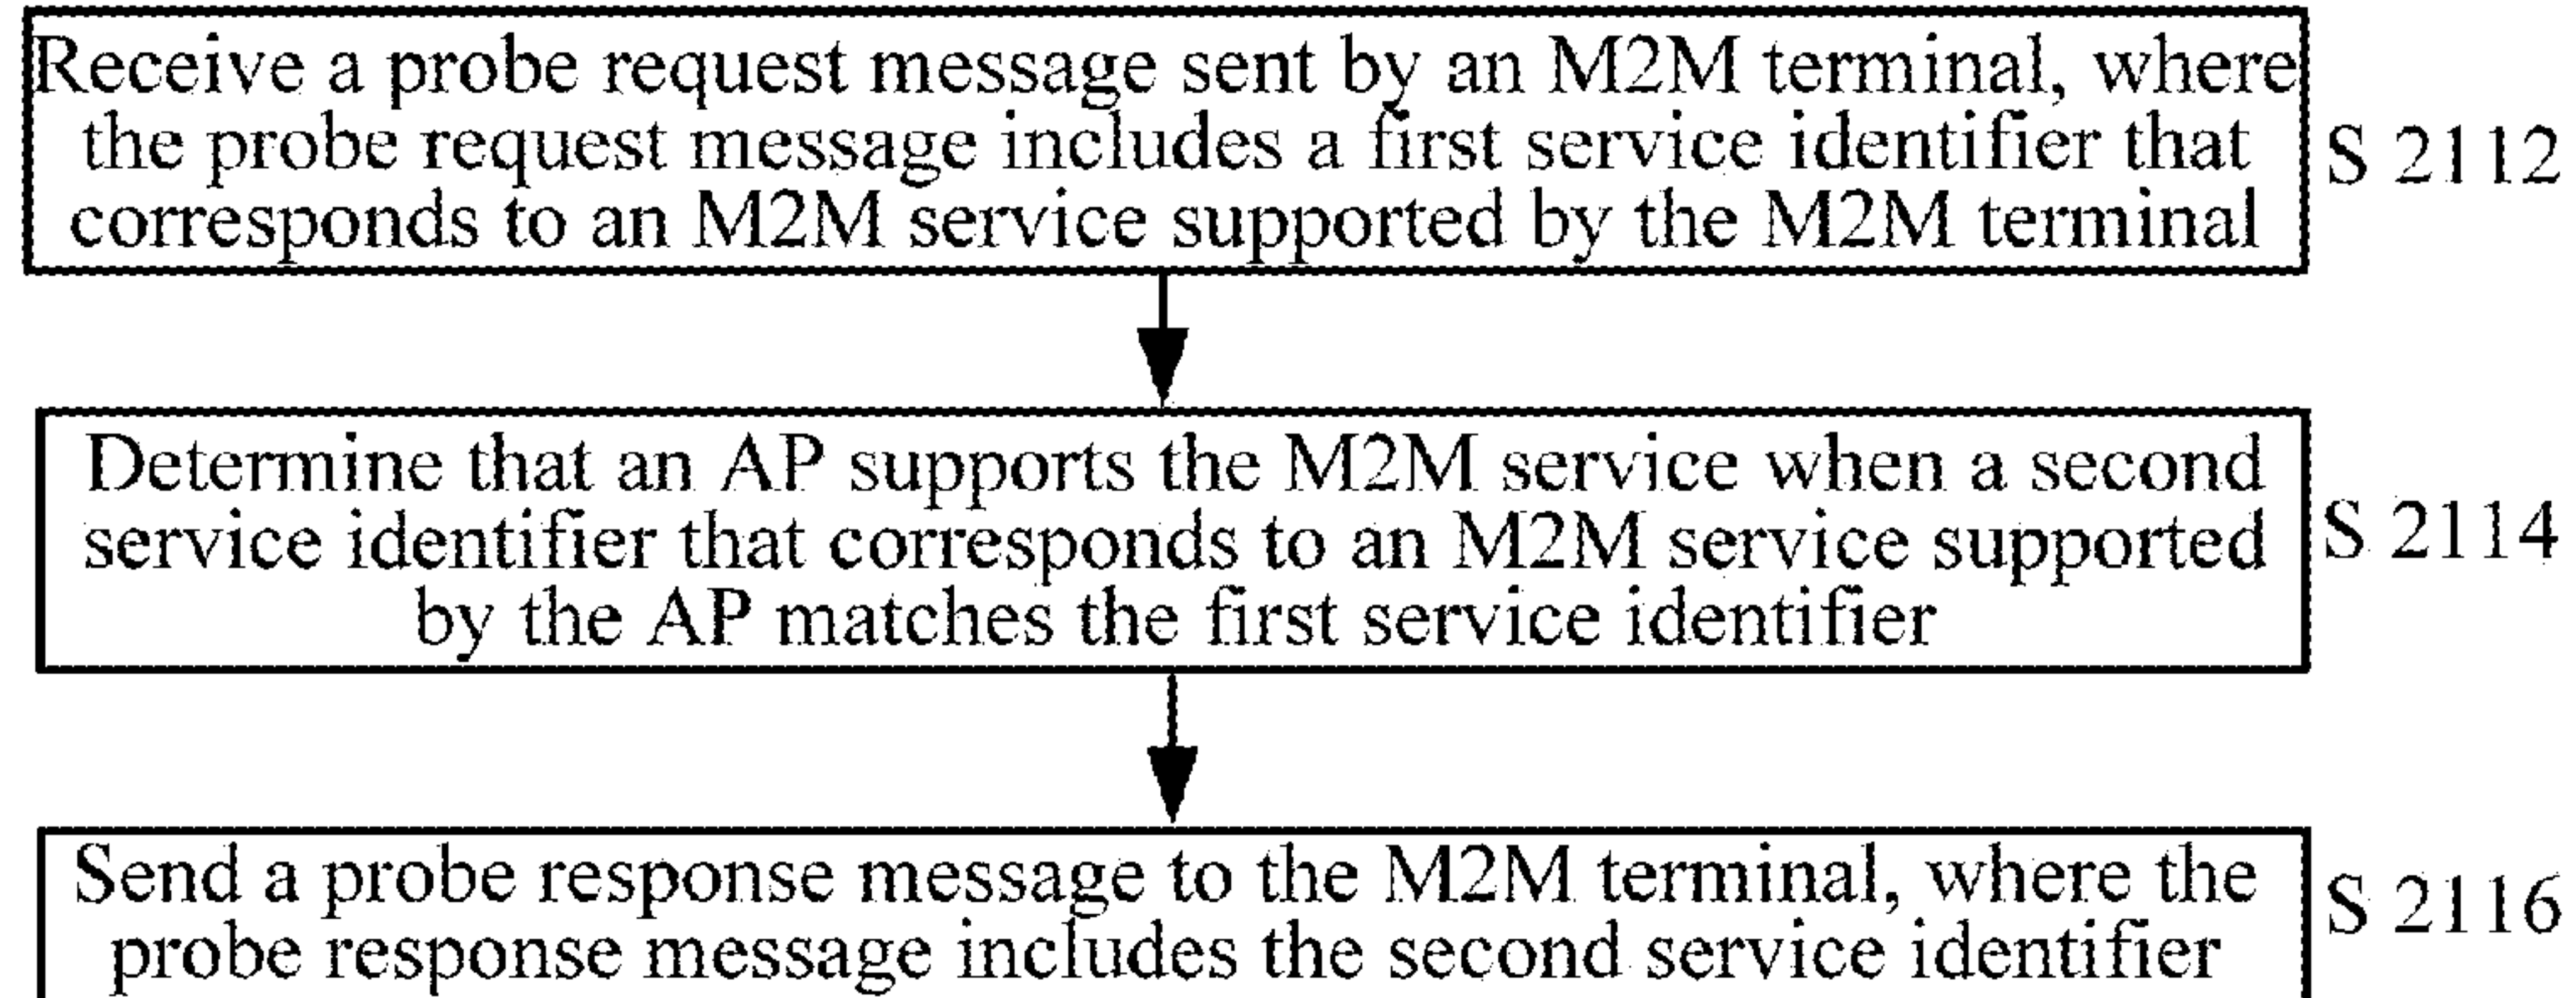 Receive a probe request message sent by an M2M terminal, where
the probe request message includes a first service identifier that
corresponds to an M2M service supported by the M2M terminal
S 2112
Determine that an AP supports the M2M service when a second
service identifier that corresponds to an M2M service supported
by the AP matches the first service identifier
S 2114
Send a probe response message to the M2M terminal, where the
probe response message includes the second service identifier
S 2116